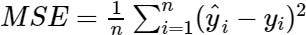 $MSE = \frac{1}{n} \sum_{i=1}^{n} (\hat{y}_i - y_i)^2$